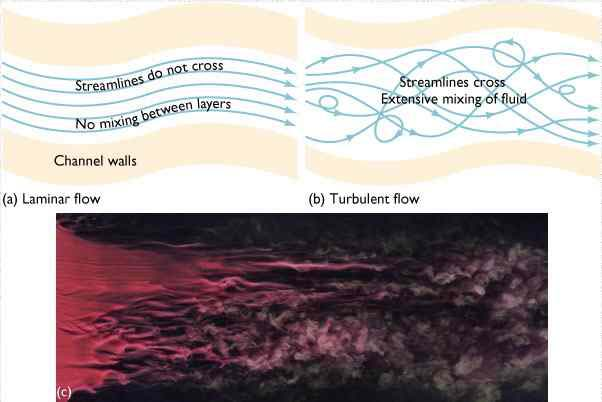 Streamlines do not cross
No mixing between layers
Channel walls
(a) Laminar flow
Streamlines cross
Extensive mixing of fluid
(b) Turbulent flow
(c)